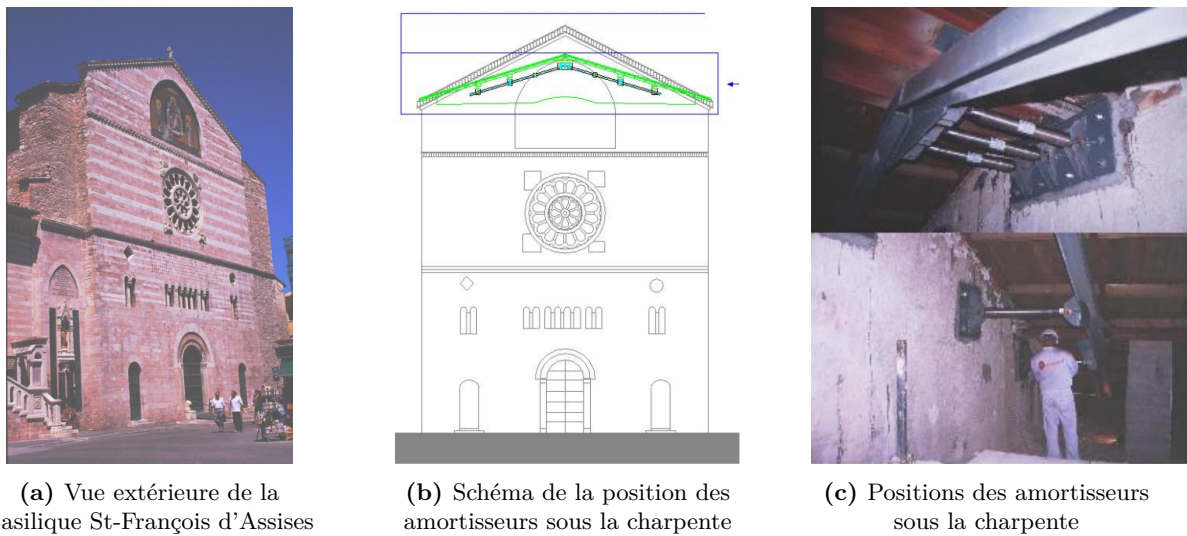 (a) Vue extérieure de la
asilique St-François d'Assises
(b) Schéma de la position des
amortisseurs sous la charpente
(c) Positions des amortisseurs
sous la charpente